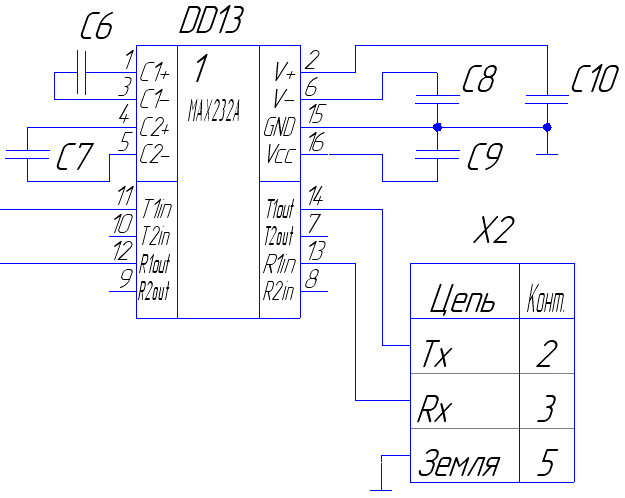 DD13
C6
1 C1+ 1 V+ 2
3 C1- MAX232A V- 6 C8 C10
4 C2+ GND 15
C7 5 C2- Vcc 16 C9
11 T1in T1out 14
10 T2in T2out 7
12 R1out R1in 13
9 R2out R2in 8
X2
Цепь Конт.
Tx 2
Rx 3
Земля 5